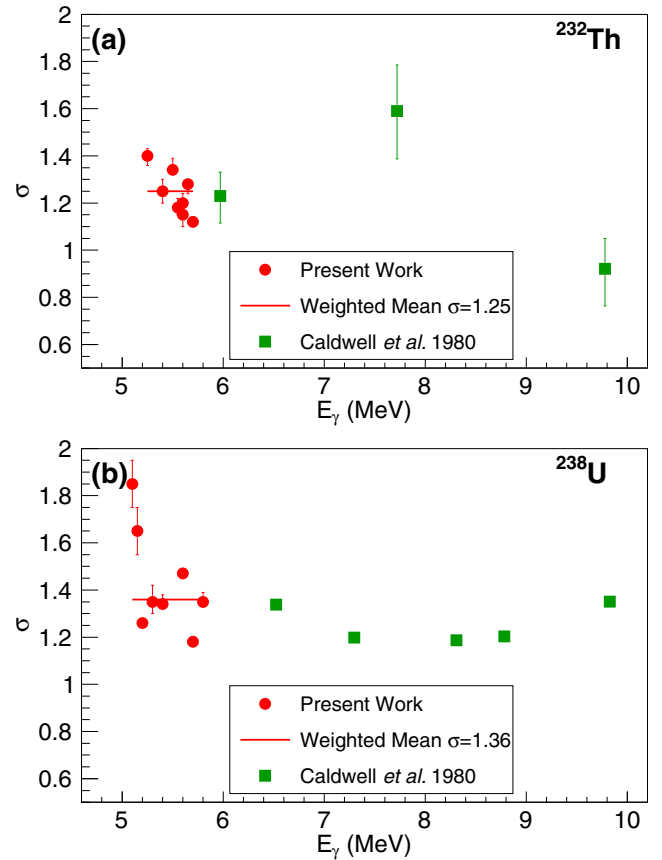 (a)
²³²Th
2
1.8
1.6
1.4
1.2
1
0.8
0.6
σ
Present Work
Weighted Mean σ=1.25
Caldwell et al. 1980
5 6 7 8 9 10
E_γ (MeV)
(b)
²³⁸U
2
1.8
1.6
1.4
1.2
1
0.8
0.6
σ
Present Work
Weighted Mean σ=1.36
Caldwell et al. 1980
5 6 7 8 9 10
E_γ (MeV)